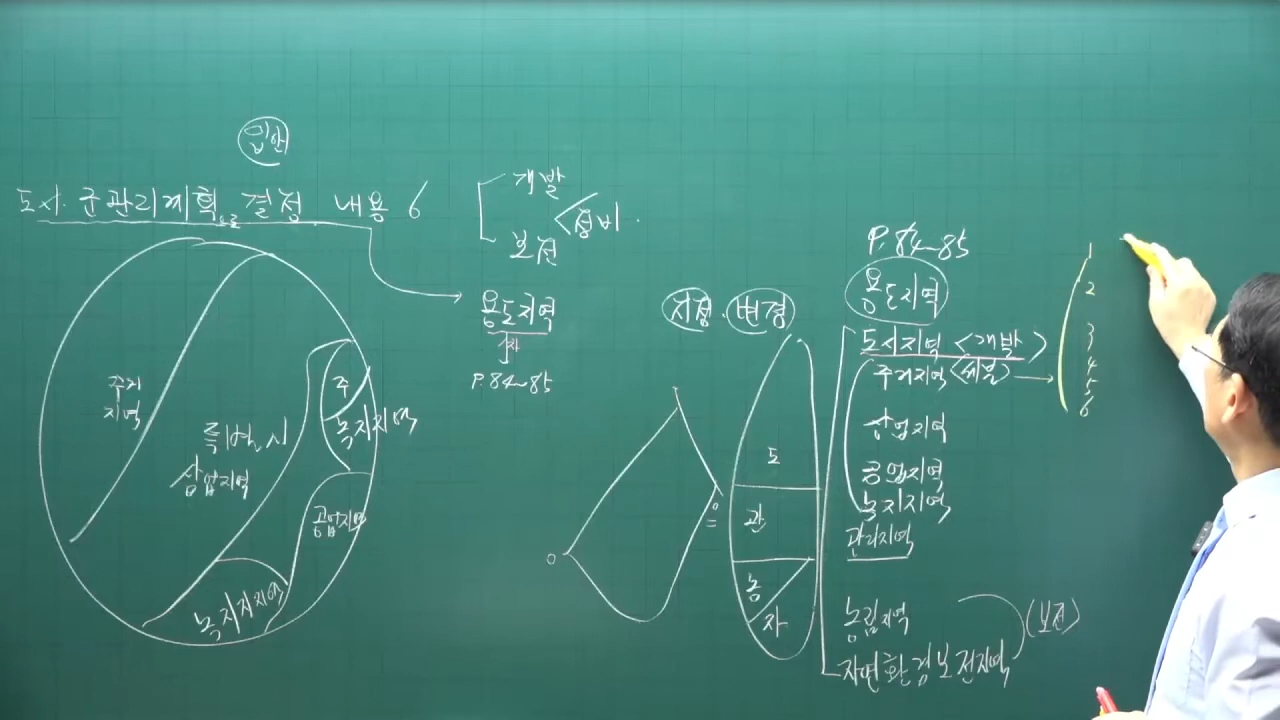 입안
도시·군관리계획으로 결정 내용 6
개발
정비.
보전
용도지역
P.84~85
주거
지역
상업지역
주
녹지지역
공업지역
녹지지역
지정·변경
도
관
농
자
P.84~85
용도지역
도시지역 <개발>
주거지역 <세분>
상업지역
공업지역
녹지지역
관리지역
농림지역
자연환경보전지역
(보전)
1
2
3
4
5
6